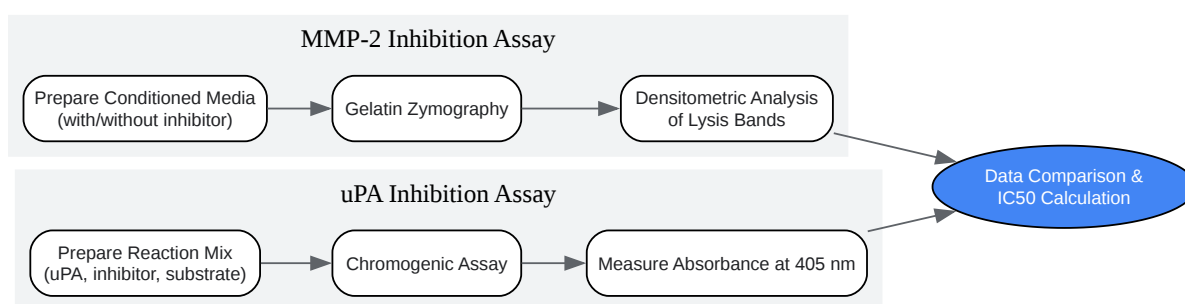 MMP-2 Inhibition Assay
Prepare Conditioned Media
(with/without inhibitor)
Gelatin Zymography
Densitometric Analysis
of Lysis Bands
uPA Inhibition Assay
Prepare Reaction Mix
(uPA, inhibitor, substrate)
Chromogenic Assay
Measure Absorbance at 405 nm
Data Comparison &
IC50 Calculation